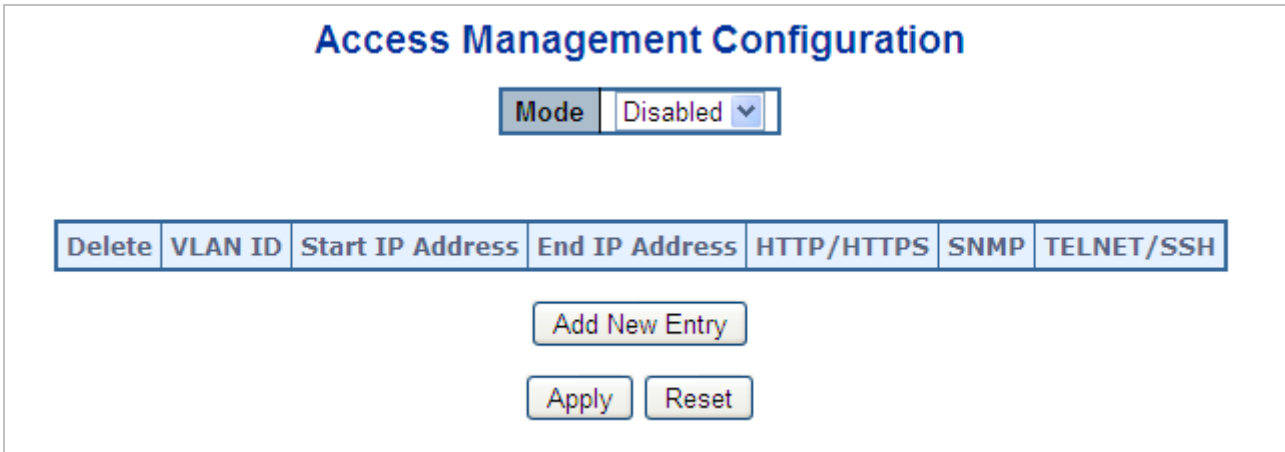 Access Management Configuration
Mode Disabled
Delete VLAN ID Start IP Address End IP Address HTTP/HTTPS SNMP TELNET/SSH
Add New Entry
Apply Reset